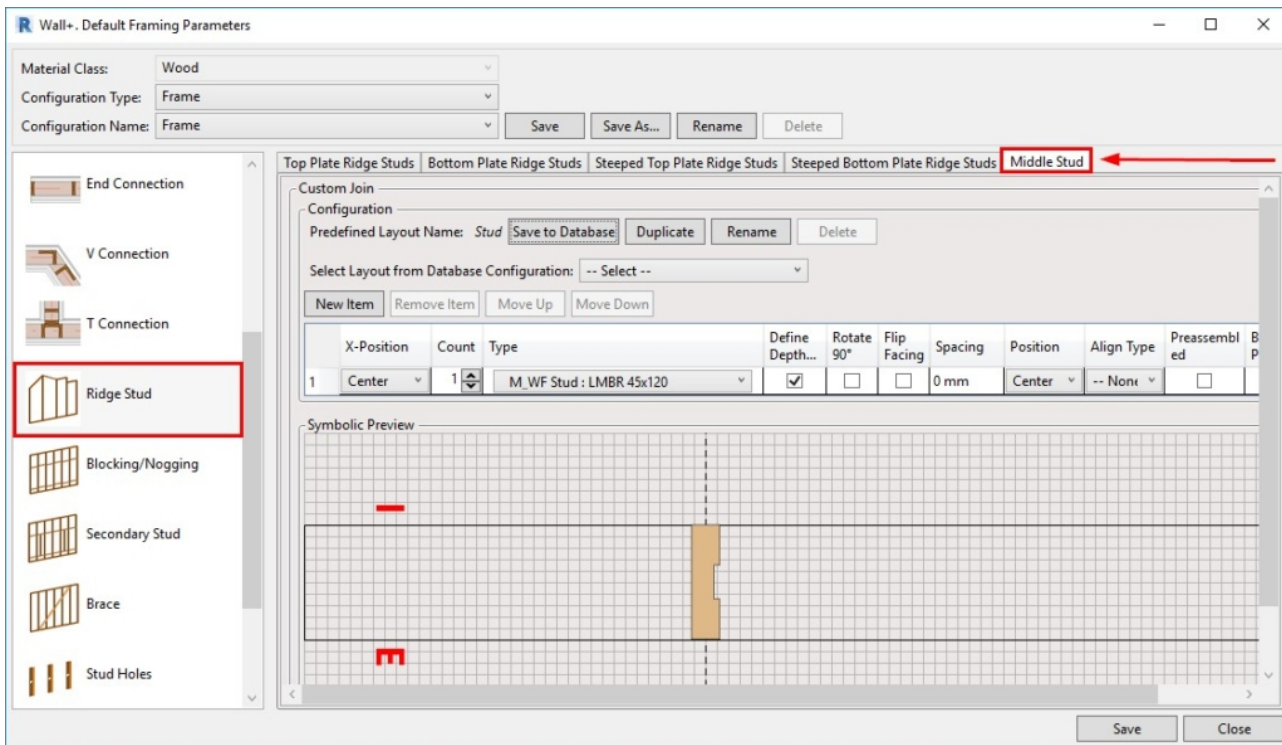 Wall+. Default Framing Parameters
Material Class: Wood
Configuration Type: Frame
Configuration Name: Frame Save Save As... Rename Delete
End Connection
V Connection
T Connection
Ridge Stud
Blocking/Nogging
Secondary Stud
Brace
Stud Holes
Top Plate Ridge Studs Bottom Plate Ridge Studs Steeped Top Plate Ridge Studs Steeped Bottom Plate Ridge Studs Middle Stud
Custom Join
Configuration
Predefined Layout Name: Stud Save to Database Duplicate Rename Delete
Select Layout from Database Configuration: -- Select --
New Item Remove Item Move Up Move Down
X-Position Count Type Define Depth... Rotate 90° Flip Facing Spacing Position Align Type Preassembl ed B P
1 Center 1 M_WF Stud : LMBR 45x120 0 mm Center -- None
Symbolic Preview
I
E
Save Close